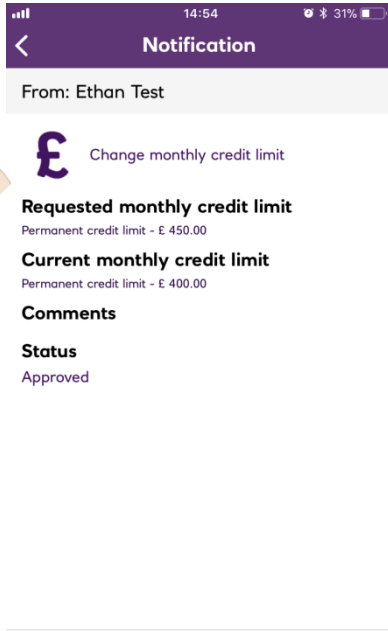 14:54
31%
Notification
From: Ethan Test
£
Change monthly credit limit
Requested monthly credit limit
Permanent credit limit - £ 450.00
Current monthly credit limit
Permanent credit limit - £ 400.00
Comments
Status
Approved